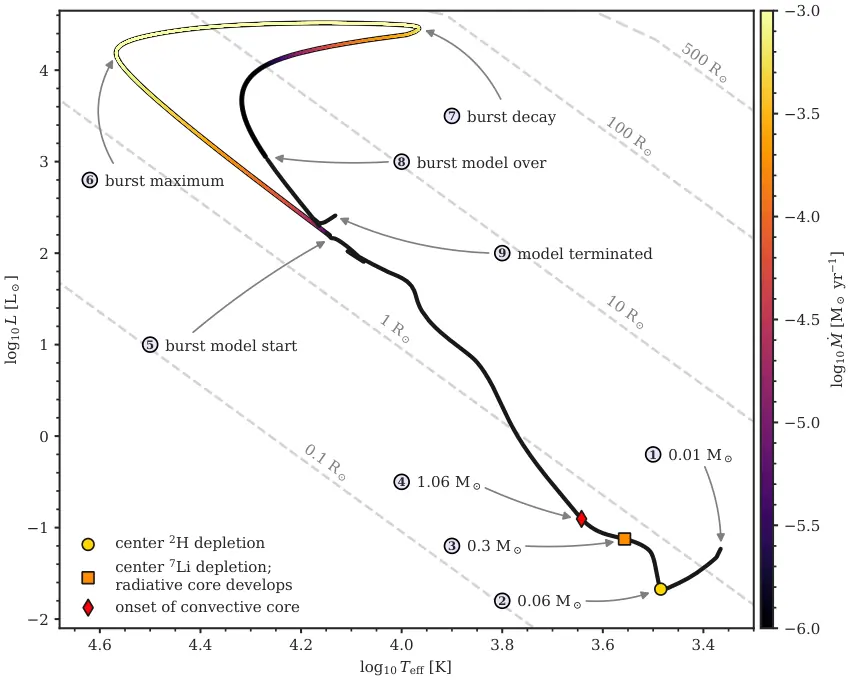 500 R⊙
100 R⊙
10 R⊙
1 R⊙
0.1 R⊙
7 burst decay
8 burst model over
6 burst maximum
9 model terminated
5 burst model start
1 0.01 M⊙
4 1.06 M⊙
3 0.3 M⊙
2 0.06 M⊙
center ²H depletion
center ⁷Li depletion;
radiative core develops
onset of convective core
4
3
2
1
0
−1
−2
log₁₀ L [L⊙]
4.6 4.4 4.2 4.0 3.8 3.6 3.4
log₁₀ T_eff [K]
−3.0
−3.5
−4.0
−4.5
−5.0
−5.5
−6.0
log₁₀ Ṁ [M⊙ yr⁻¹]